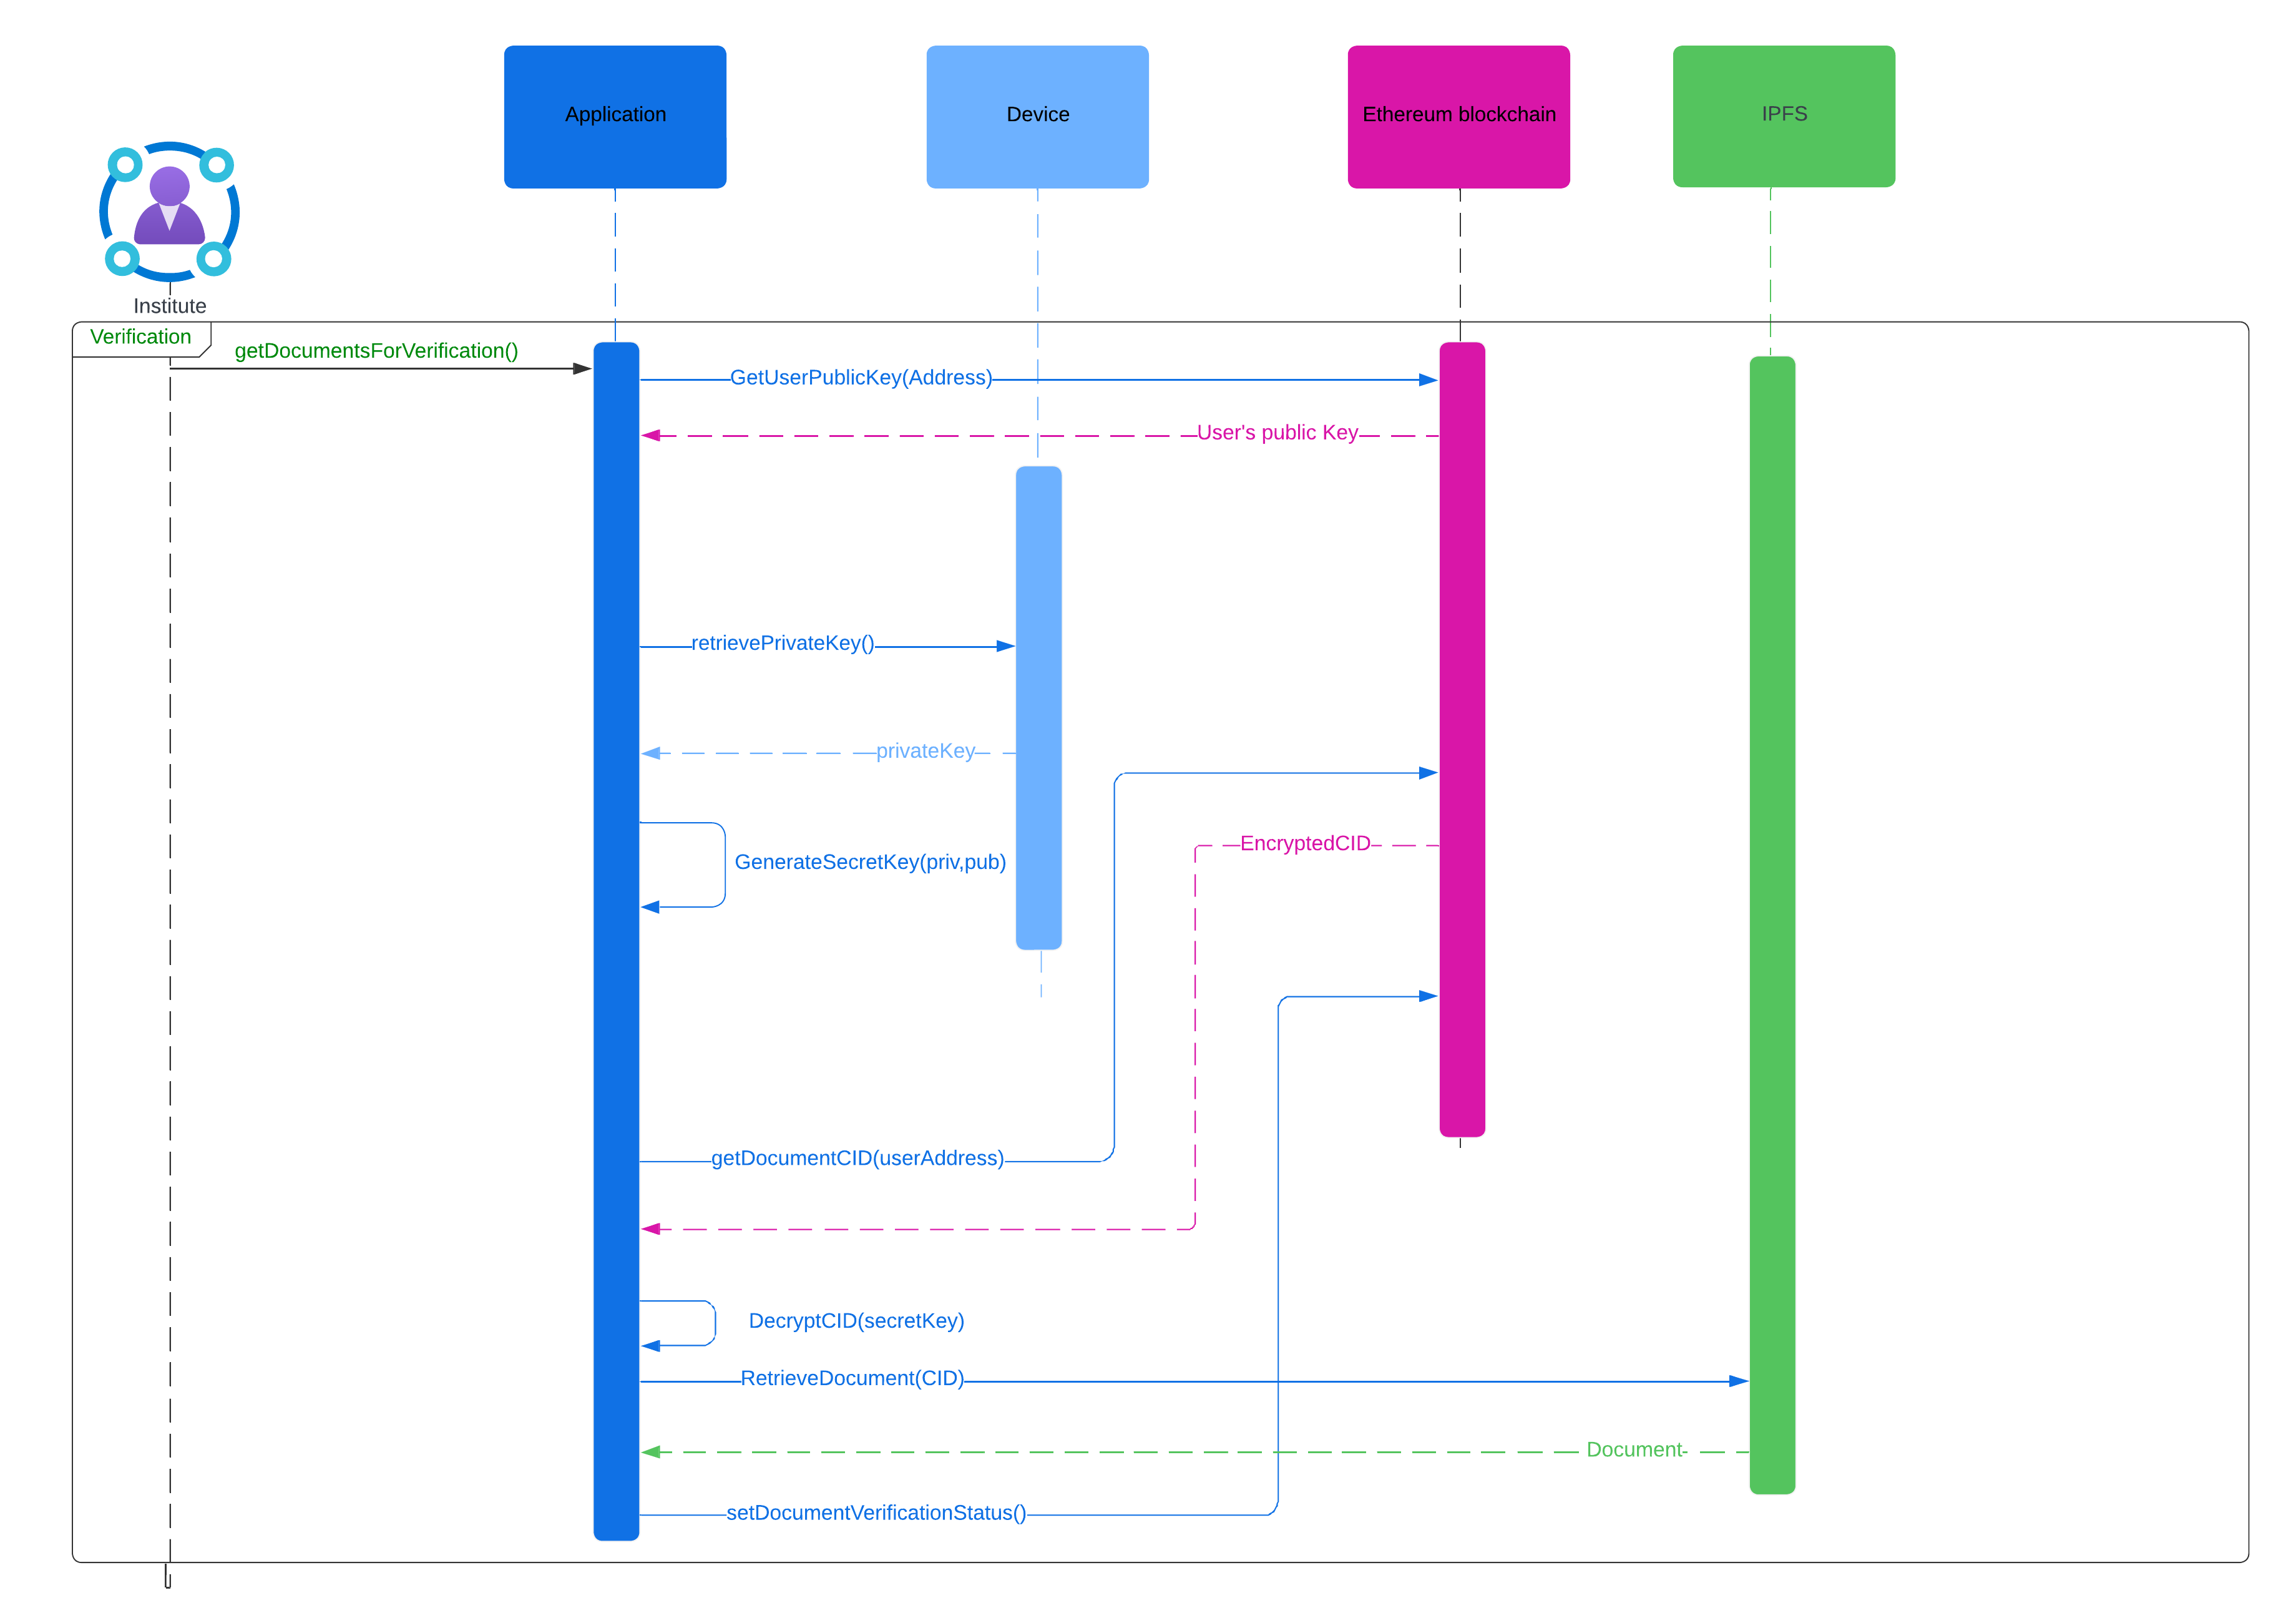 Application
Device
Ethereum blockchain
IPFS
Institute
Verification
getDocumentsForVerification()
GetUserPublicKey(Address)
User's public Key
retrievePrivateKey()
privateKey
EncryptedCID
GenerateSecretKey(priv,pub)
getDocumentCID(userAddress)
DecryptCID(secretKey)
RetrieveDocument(CID)
Document
setDocumentVerificationStatus()